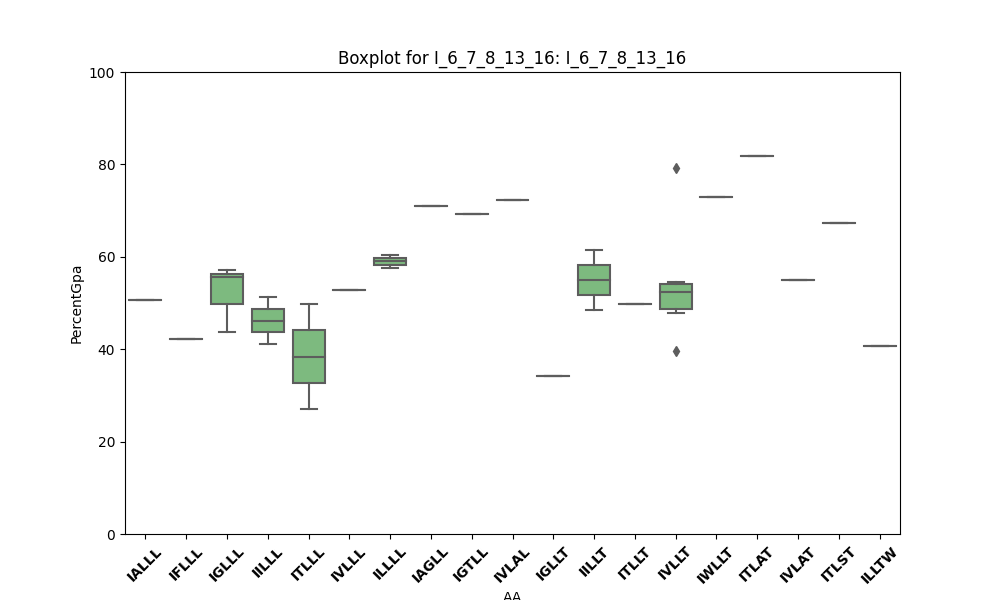 Boxplot for I_6_7_8_13_16: I_6_7_8_13_16
PercentGpa
100
80
60
40
20
0
IALLL IFLLL IGLLL IILLL ITLLL IVLLL ILLLL IAGLL IGTLL IVLAL IGLLT IILLT ITLLT IVLLT IWLLT ITLAT IVLAT ITLST ILLTW
AA